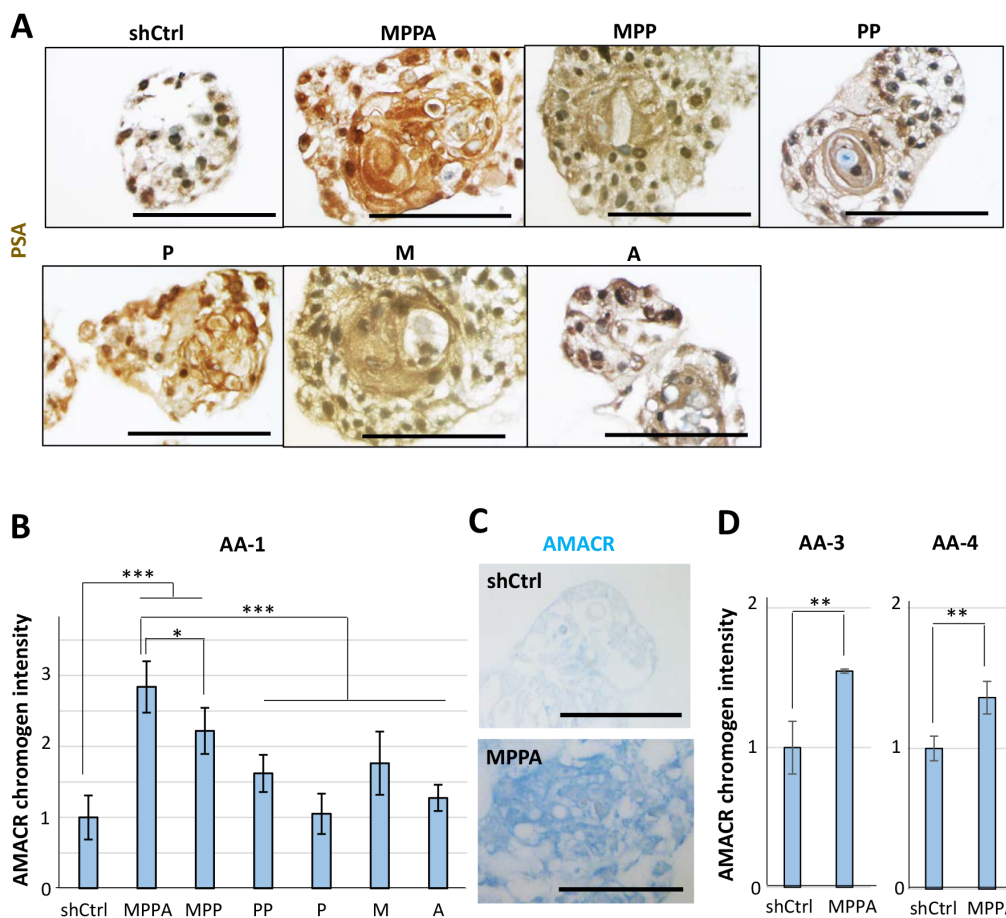 A
shCtrl
MPPA
MPP
PP
PSA
P
M
A
B
AA-1
AMACR chromogen intensity
***
***
*
3
2
1
0
shCtrl MPPA MPP PP P M A
C
AMACR
shCtrl
MPPA
D
AA-3
AA-4
AMACR chromogen intensity
2
1
0
**
shCtrl MPPA
2
1
0
**
shCtrl MPPA